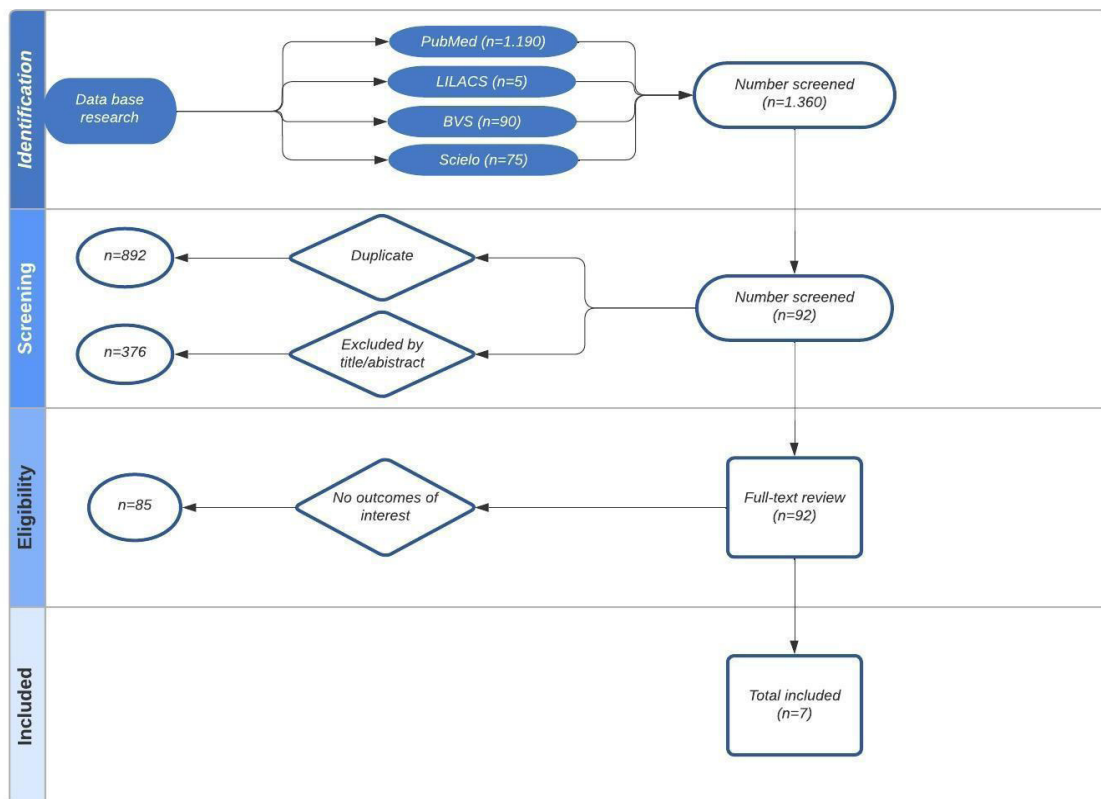 Identification
Data base
research
PubMed (n=1.190)
LILACS (n=5)
BVS (n=90)
Scielo (n=75)
Number screened
(n=1.360)
Screening
n=892
Duplicate
n=376
Excluded by
title/abistract
Number screened
(n=92)
Eligibility
n=85
No outcomes of
interest
Full-text review
(n=92)
Included
Total included
(n=7)